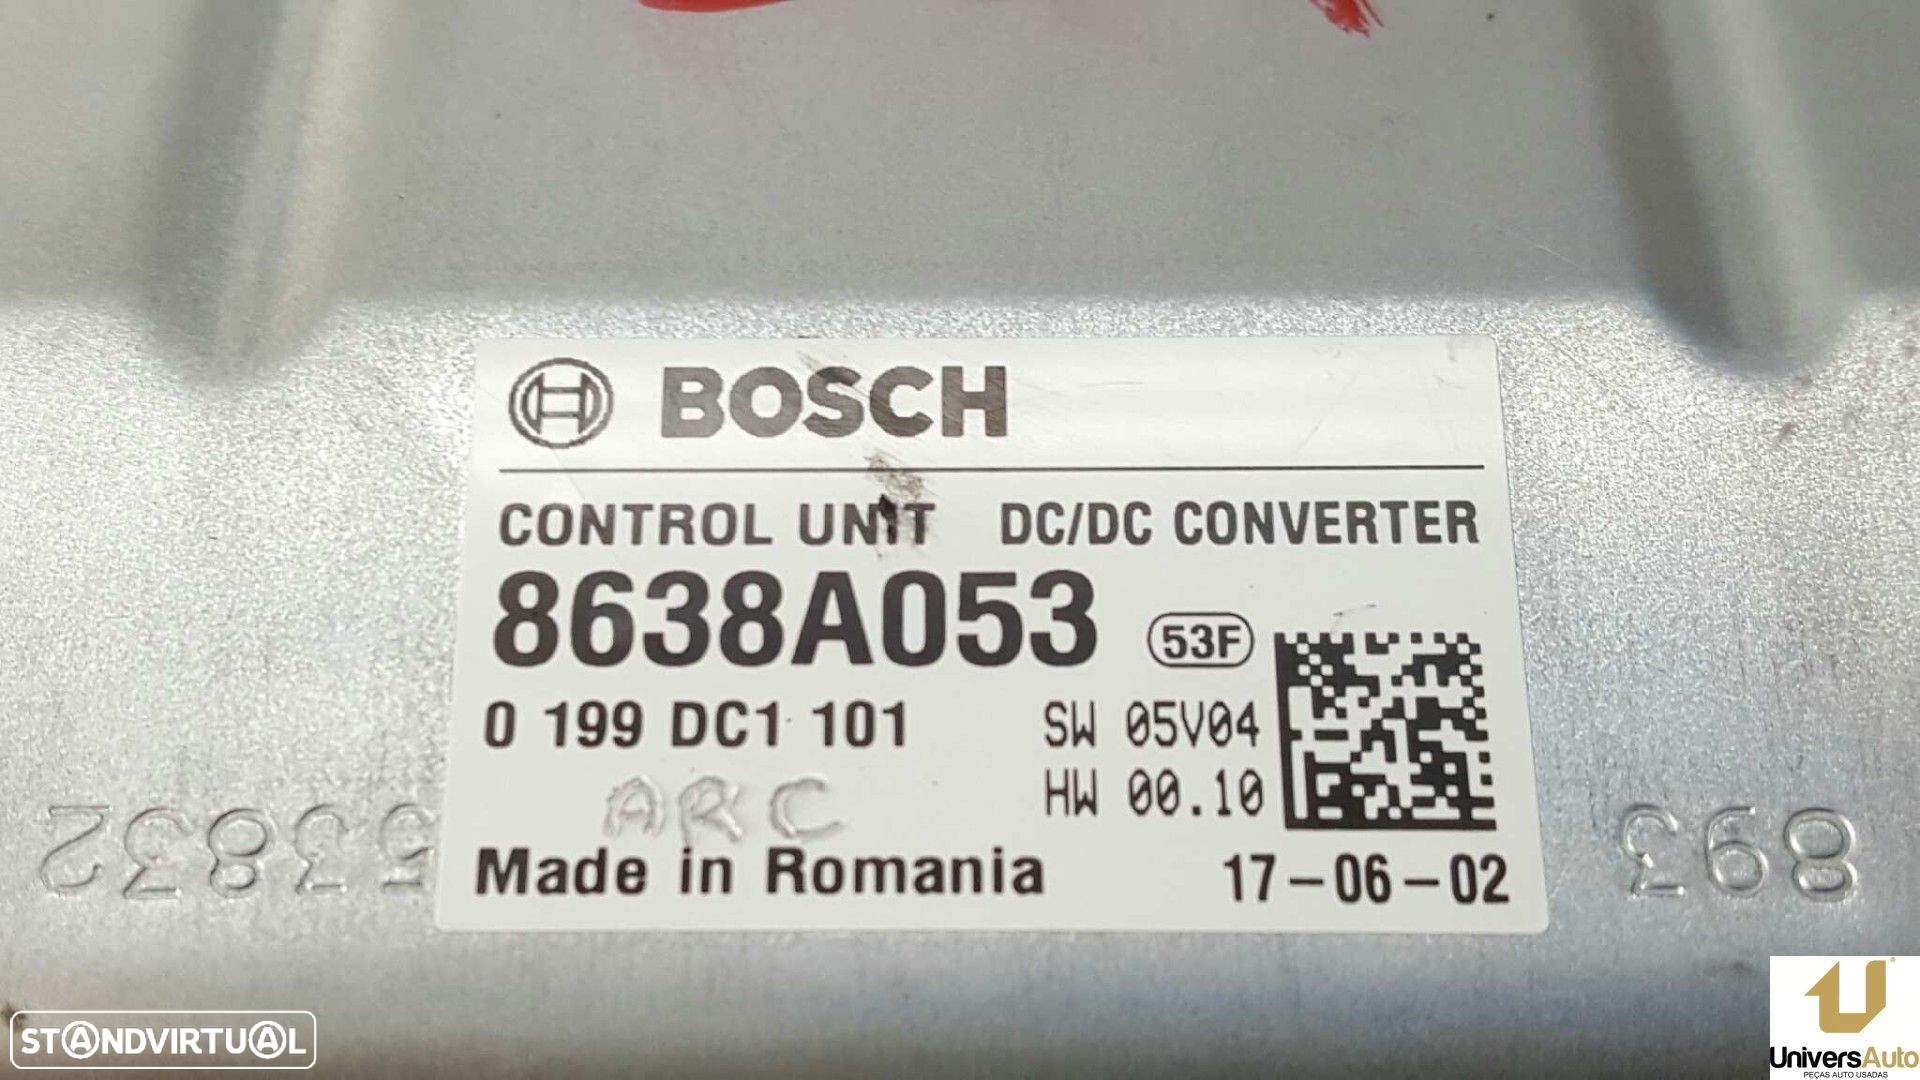 BOSCH
CONTROL UNIT DC/DC CONVERTER
8638A053 53F
0 199 DC1 101 SW 05V04
ARC HW 00.10
53832 893
Made in Romania 17-06-02
STANDVIRTUAL
UniversAuto
PEÇAS AUTO USADAS